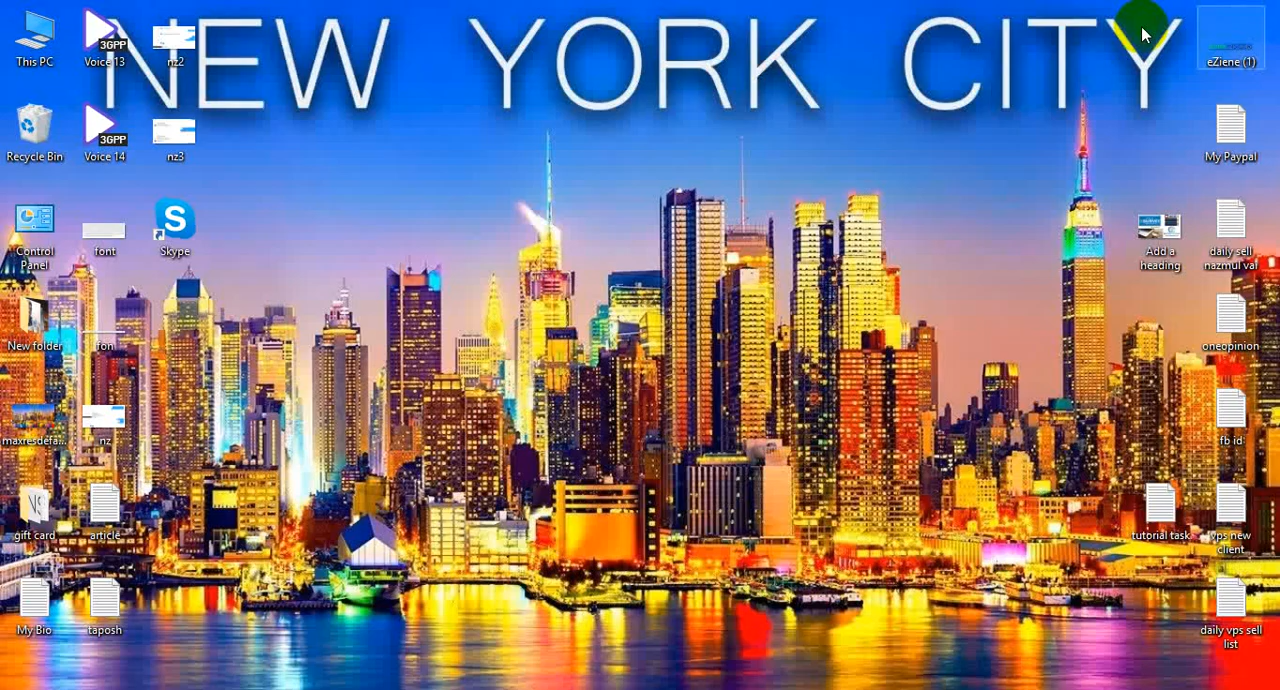 NEW YORK CITY
This PC
Voice 13
3GPP
nz2
eZiene (1)
Recycle Bin
Voice 14
3GPP
nz3
My Paypal
Control Panel
font
Skype
Add a heading
daily sell nazmul vai
New folder
fon
oneopinion
maxresdefa...
nz
fb id
gift card
article
tutorial task
vps new client
My Bio
taposh
daily vps sell list